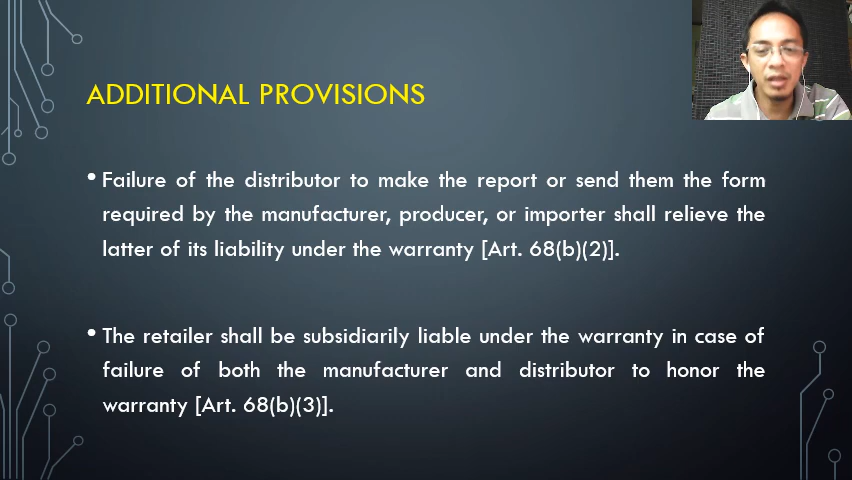 ADDITIONAL PROVISIONS
• Failure of the distributor to make the report or send them the form
required by the manufacturer, producer, or importer shall relieve the
latter of its liability under the warranty [Art. 68(b)(2)].
• The retailer shall be subsidiarily liable under the warranty in case of
failure of both the manufacturer and distributor to honor the
warranty [Art. 68(b)(3)].